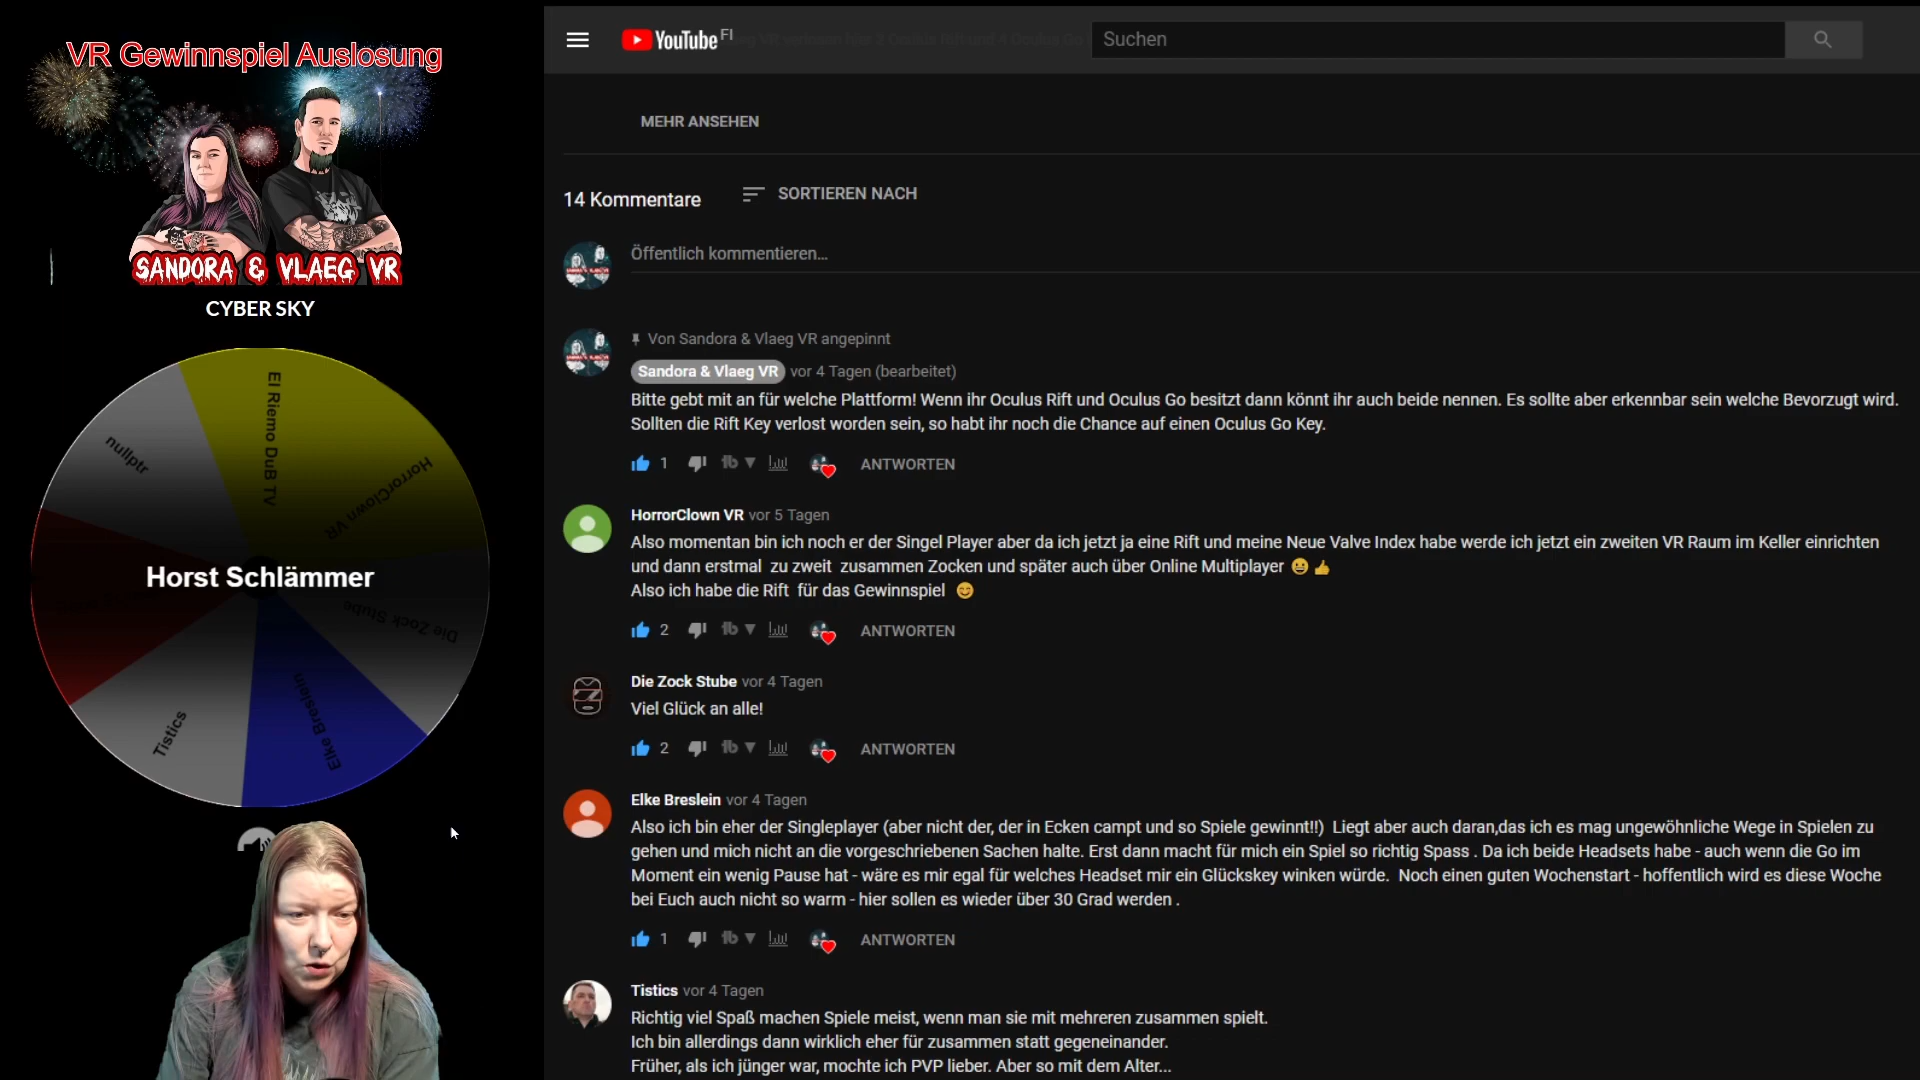 VR Gewinnspiel Auslosung
SANDORA & VLAEG VR
CYBER SKY
El Riemo DuB TV
HorrorClown VR
nullptr
Horst Schlämmer
Die Zock Stube
Elke Breslein
Tistics
YouTube FI
Suchen
MEHR ANSEHEN
14 Kommentare
SORTIEREN NACH
Öffentlich kommentieren...
Von Sandora & Vlaeg VR angepinnt
Sandora & Vlaeg VR vor 4 Tagen (bearbeitet)
Bitte gebt mit an für welche Plattform! Wenn ihr Oculus Rift und Oculus Go besitzt dann könnt ihr auch beide nennen. Es sollte aber erkennbar sein welche Bevorzugt wird.
Sollten die Rift Key verlost worden sein, so habt ihr noch die Chance auf einen Oculus Go Key.
1 tb ANTWORTEN
HorrorClown VR vor 5 Tagen
Also momentan bin ich noch er der Singel Player aber da ich jetzt ja eine Rift und meine Neue Valve Index habe werde ich jetzt ein zweiten VR Raum im Keller einrichten
und dann erstmal zu zweit zusammen Zocken und später auch über Online Multiplayer 😀👍
Also ich habe die Rift für das Gewinnspiel 😊
2 tb ANTWORTEN
Die Zock Stube vor 4 Tagen
Viel Glück an alle!
2 tb ANTWORTEN
Elke Breslein vor 4 Tagen
Also ich bin eher der Singleplayer (aber nicht der, der in Ecken campt und so Spiele gewinnt!!) Liegt aber auch daran,das ich es mag ungewöhnliche Wege in Spielen zu
gehen und mich nicht an die vorgeschriebenen Sachen halte. Erst dann macht für mich ein Spiel so richtig Spass . Da ich beide Headsets habe - auch wenn die Go im
Moment ein wenig Pause hat - wäre es mir egal für welches Headset mir ein Glückskey winken würde. Noch einen guten Wochenstart - hoffentlich wird es diese Woche
bei Euch auch nicht so warm - hier sollen es wieder über 30 Grad werden .
1 tb ANTWORTEN
Tistics vor 4 Tagen
Richtig viel Spaß machen Spiele meist, wenn man sie mit mehreren zusammen spielt.
Ich bin allerdings dann wirklich eher für zusammen statt gegeneinander.
Früher, als ich jünger war, mochte ich PVP lieber. Aber so mit dem Alter...